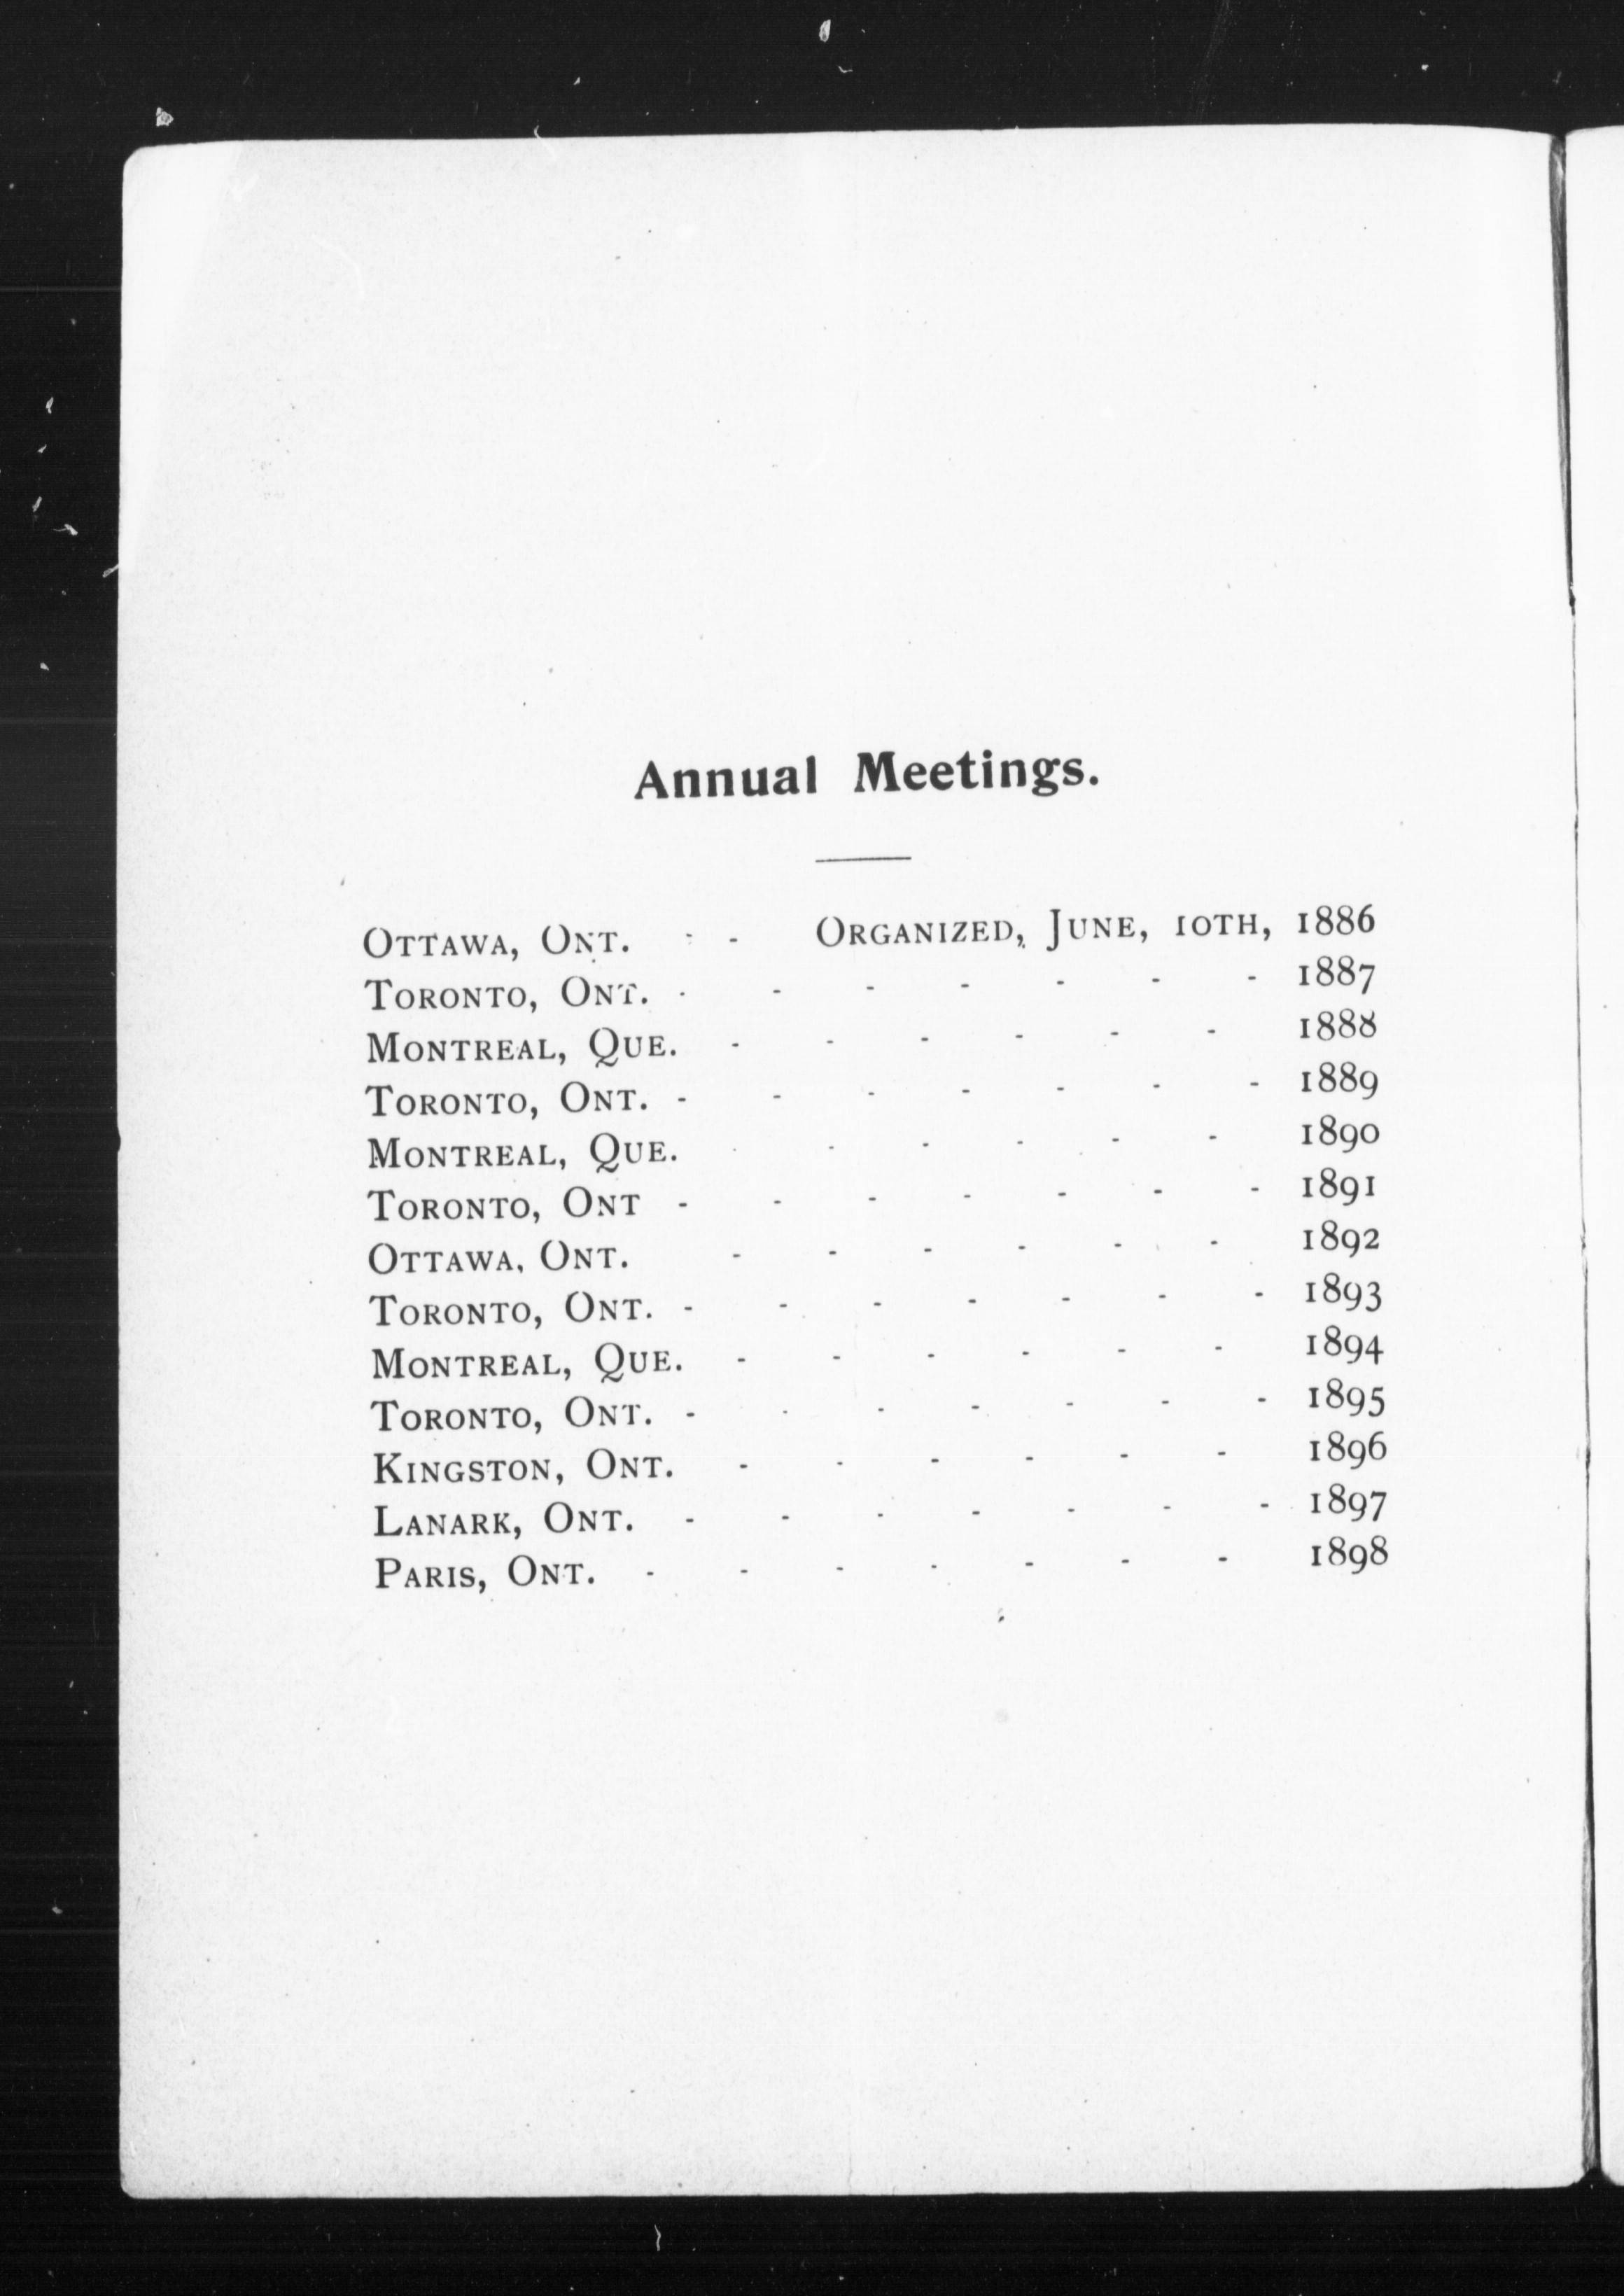 Annual Meetings.
OTTAWA, ONT. - - ORGANIZED, JUNE, 10TH, 1886
TORONTO, ONT. - - - - - - - 1887
MONTREAL, QUE. - - - - - - 1888
TORONTO, ONT. - - - - - - - 1889
MONTREAL, QUE. - - - - - - 1890
TORONTO, ONT - - - - - - - 1891
OTTAWA, ONT. - - - - - - 1892
TORONTO, ONT. - - - - - - - 1893
MONTREAL, QUE. - - - - - - 1894
TORONTO, ONT. - - - - - - - 1895
KINGSTON, ONT. - - - - - - 1896
LANARK, ONT. - - - - - - - 1897
PARIS, ONT. - - - - - - - 1898